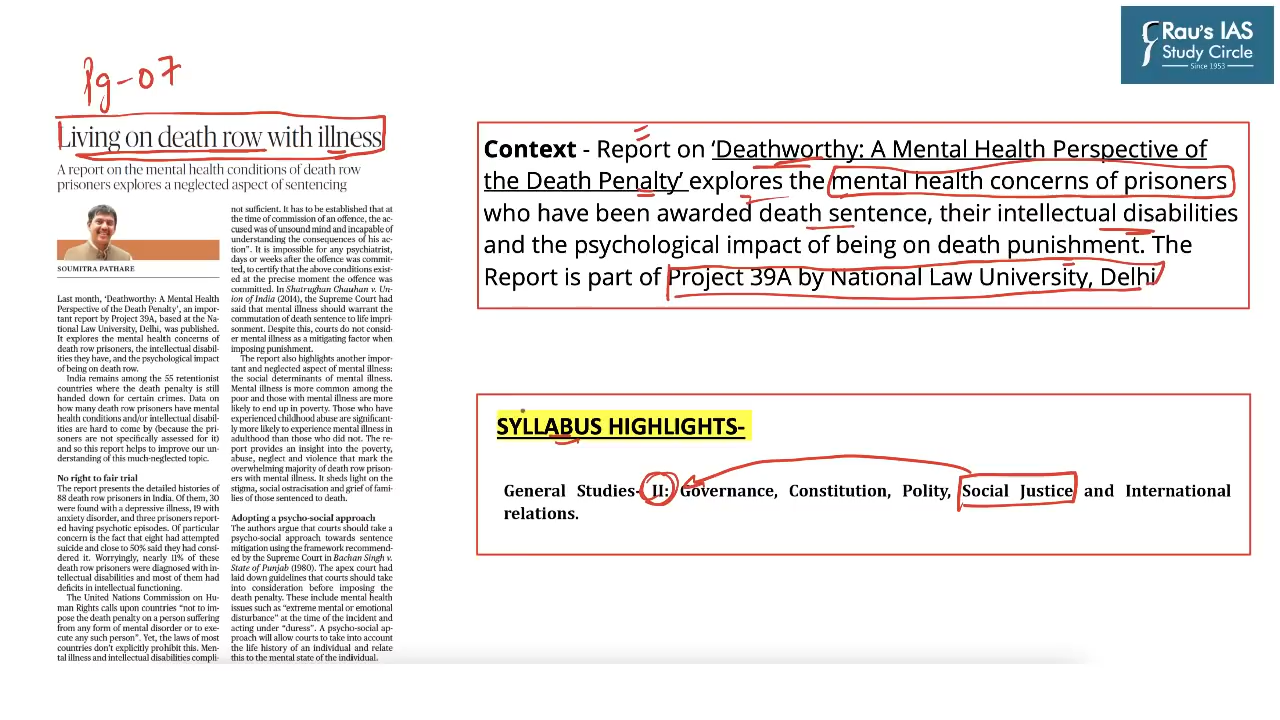 Rau's IAS
Study Circle
Since 1953
Pg-07
Living on death row with illness
A report on the mental health conditions of death row
prisoners explores a neglected aspect of sentencing
SOUMITRA PATHARE
Last month, 'Deathworthy: A Mental Health
Perspective of the Death Penalty', an impor-
tant report by Project 39A, based at the Na-
tional Law University, Delhi, was published.
It explores the mental health concerns of
death row prisoners, the intellectual disabil-
ities they have, and the psychological impact
of being on death row.
India remains among the 55 retentionist
countries where the death penalty is still
handed down for certain crimes. Data on
how many death row prisoners have mental
health conditions and/or intellectual disabil-
ities are hard to come by (because the pri-
soners are not specifically assessed for it)
and so this report helps to improve our un-
derstanding of this much-neglected topic.
No right to fair trial
The report presents the detailed histories of
88 death row prisoners in India. Of them, 30
were found with a depressive illness, 19 with
anxiety disorder, and three prisoners report-
ed having psychotic episodes. Of particular
concern is the fact that eight had attempted
suicide and close to 50% said they had consi-
dered it. Worryingly, nearly 11% of these
death row prisoners were diagnosed with in-
tellectual disabilities and most of them had
deficits in intellectual functioning.
The United Nations Commission on Hu-
man Rights calls upon countries "not to im-
pose the death penalty on a person suffering
from any form of mental disorder or to exe-
cute any such person". Yet, the laws of most
countries don't explicitly prohibit this. Men-
tal illness and intellectual disabilities compli-
not sufficient. It has to be established that at
the time of commission of an offence, the ac-
cused was of unsound mind and incapable of
understanding the consequences of his ac-
tion". It is impossible for any psychiatrist,
days or weeks after the offence was commit-
ted, to certify that the above conditions exist-
ed at the precise moment the offence was
committed. In Shatrughan Chauhan v. Un-
ion of India (2014), the Supreme Court had
said that mental illness should warrant the
commutation of death sentence to life impri-
sonment. Despite this, courts do not consid-
er mental illness as a mitigating factor when
imposing punishment.
The report also highlights another impor-
tant and neglected aspect of mental illness:
the social determinants of mental illness.
Mental illness is more common among the
poor and those with mental illness are more
likely to end up in poverty. Those who have
experienced childhood abuse are significant-
ly more likely to experience mental illness in
adulthood than those who did not. The re-
port provides an insight into the poverty,
abuse, neglect and violence that mark the
overwhelming majority of death row prison-
ers with mental illness. It sheds light on the
stigma, social ostracisation and grief of fami-
lies of those sentenced to death.
Adopting a psycho-social approach
The authors argue that courts should take a
psycho-social approach towards sentence
mitigation using the framework recommend-
ed by the Supreme Court in Bachan Singh v.
State of Punjab (1980). The apex court had
laid down guidelines that courts should take
into consideration before imposing the
death penalty. These include mental health
issues such as "extreme mental or emotional
disturbance" at the time of the incident and
acting under "duress". A psycho-social ap-
proach will allow courts to take into account
the life history of an individual and relate
this to the mental state of the individual.
Context - Report on 'Deathworthy: A Mental Health Perspective of
the Death Penalty' explores the mental health concerns of prisoners
who have been awarded death sentence, their intellectual disabilities
and the psychological impact of being on death punishment. The
Report is part of Project 39A by National Law University, Delhi
SYLLABUS HIGHLIGHTS-
General Studies- II: Governance, Constitution, Polity, Social Justice and International
relations.